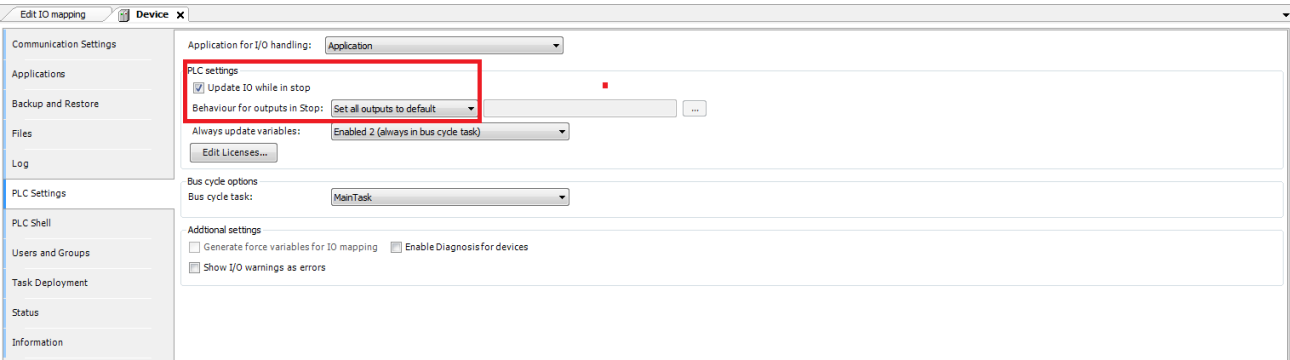 Edit IO mapping Device X
Communication Settings
Applications
Backup and Restore
Files
Log
PLC Settings
PLC Shell
Users and Groups
Task Deployment
Status
Information
Application for I/O handling: Application
PLC settings
Update IO while in stop
Behaviour for outputs in Stop: Set all outputs to default ...
Always update variables: Enabled 2 (always in bus cycle task)
Edit Licenses...
Bus cycle options
Bus cycle task: MainTask
Addtional settings
Generate force variables for IO mapping Enable Diagnosis for devices
Show I/O warnings as errors